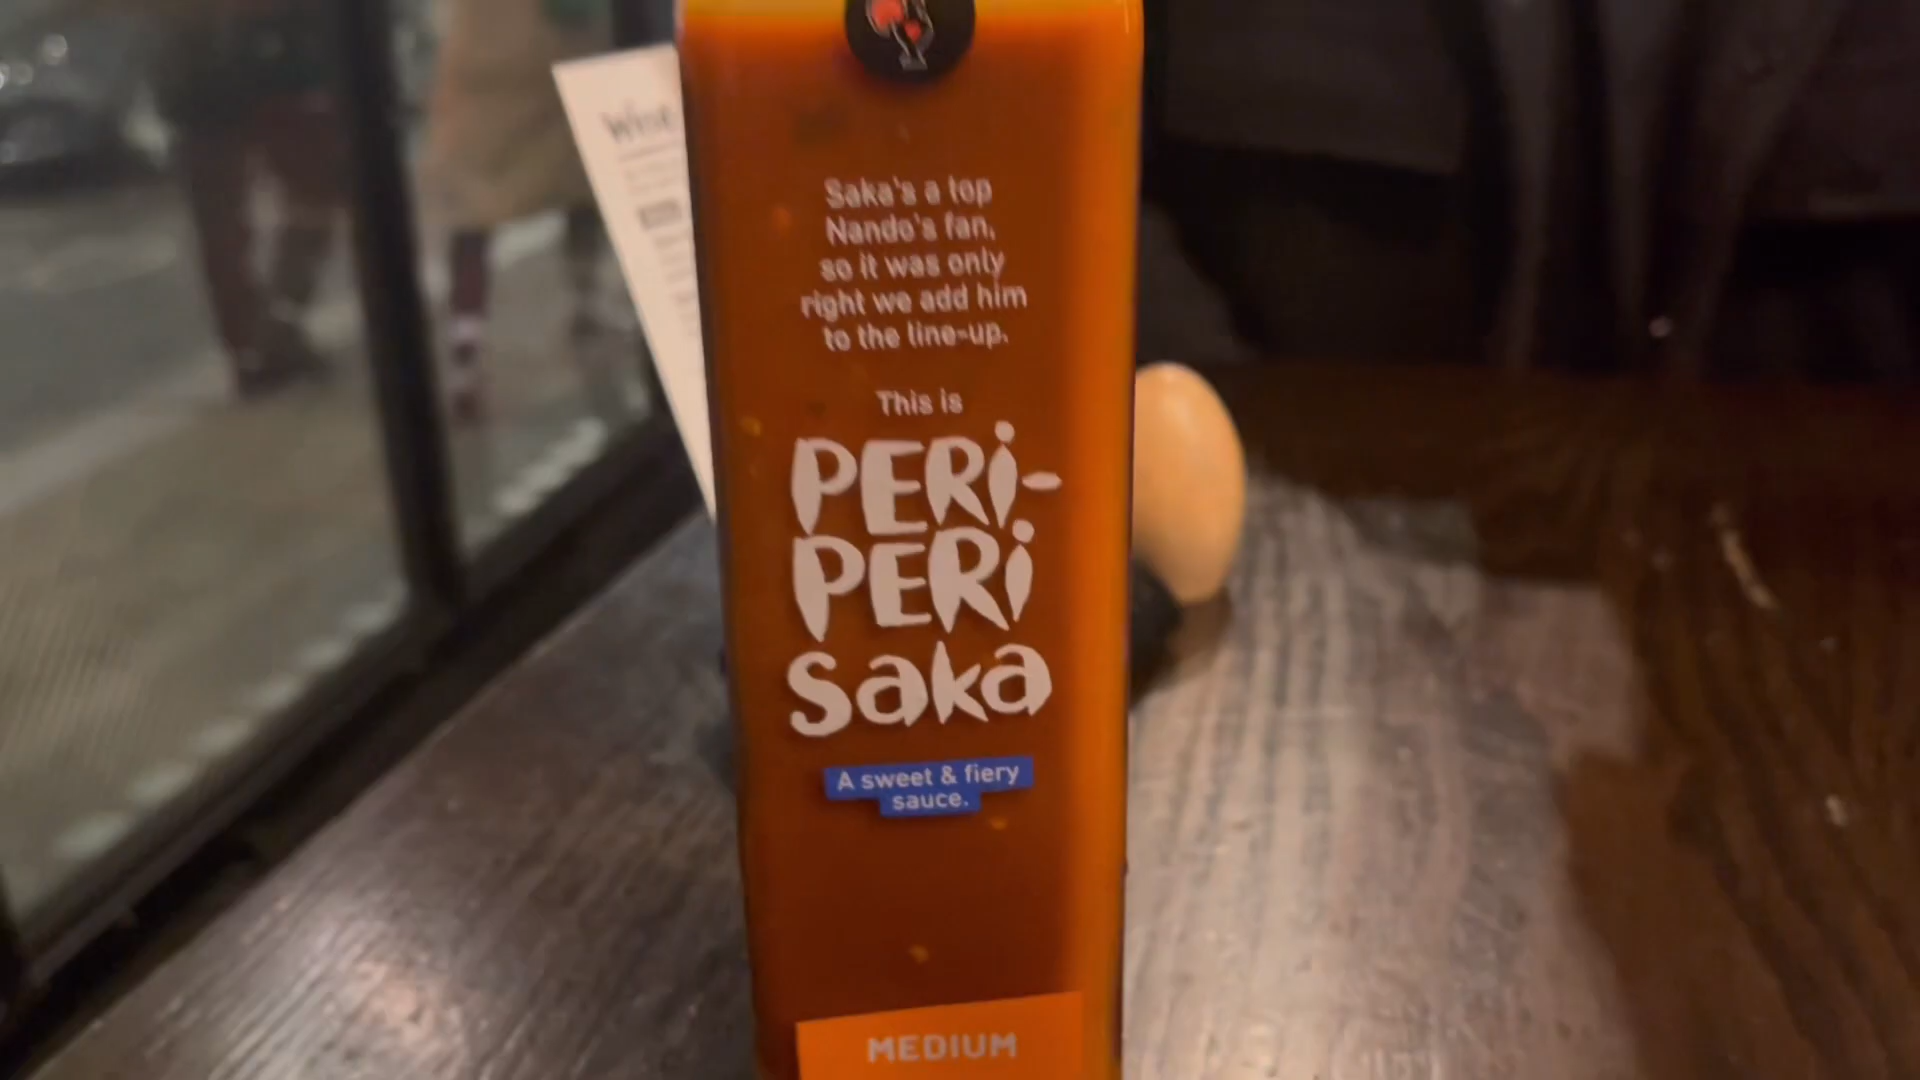 Wise
Saka's a top
Nando's fan,
so it was only
right we add him
to the line-up.
This is
PERi-
PERi
saka
A sweet & fiery
sauce.
MEDIUM